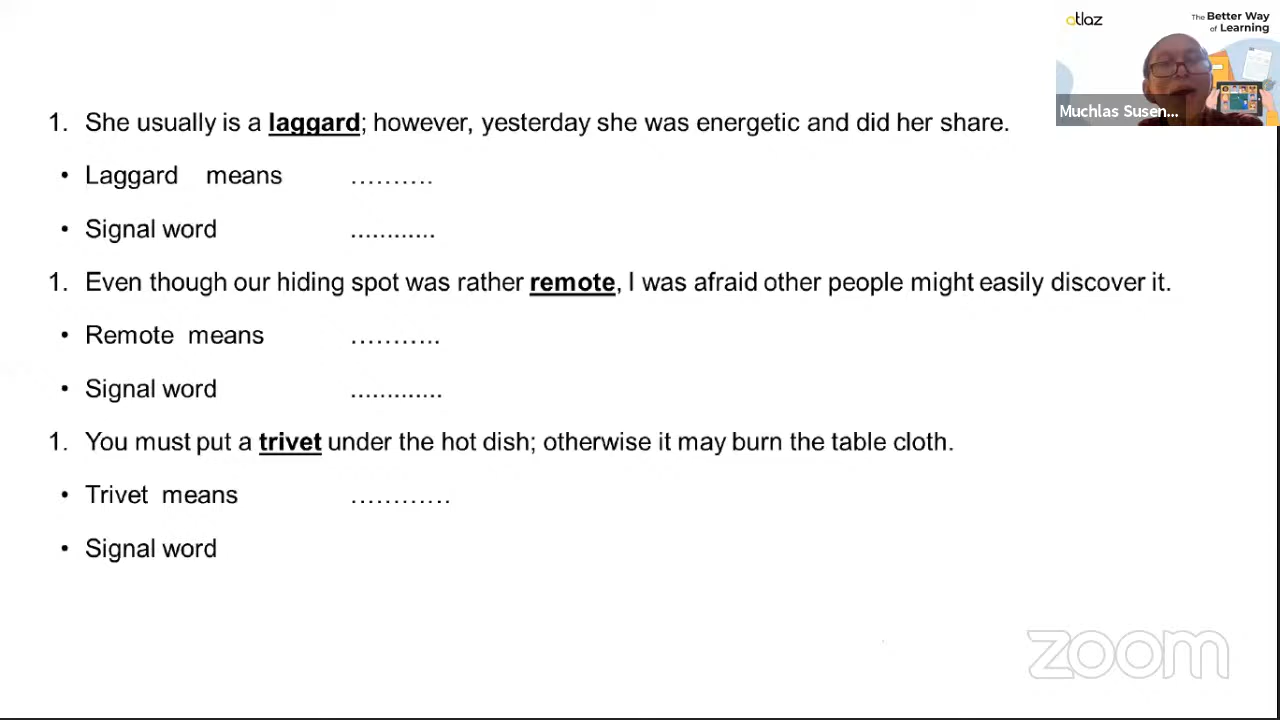 atlaz
The Better Way
of Learning
Muchlas Susen...
1. She usually is a laggard; however, yesterday she was energetic and did her share.
• Laggard means ……….
• Signal word ............
1. Even though our hiding spot was rather remote, I was afraid other people might easily discover it.
• Remote means ………..
• Signal word .............
1. You must put a trivet under the hot dish; otherwise it may burn the table cloth.
• Trivet means …………
• Signal word
zoom